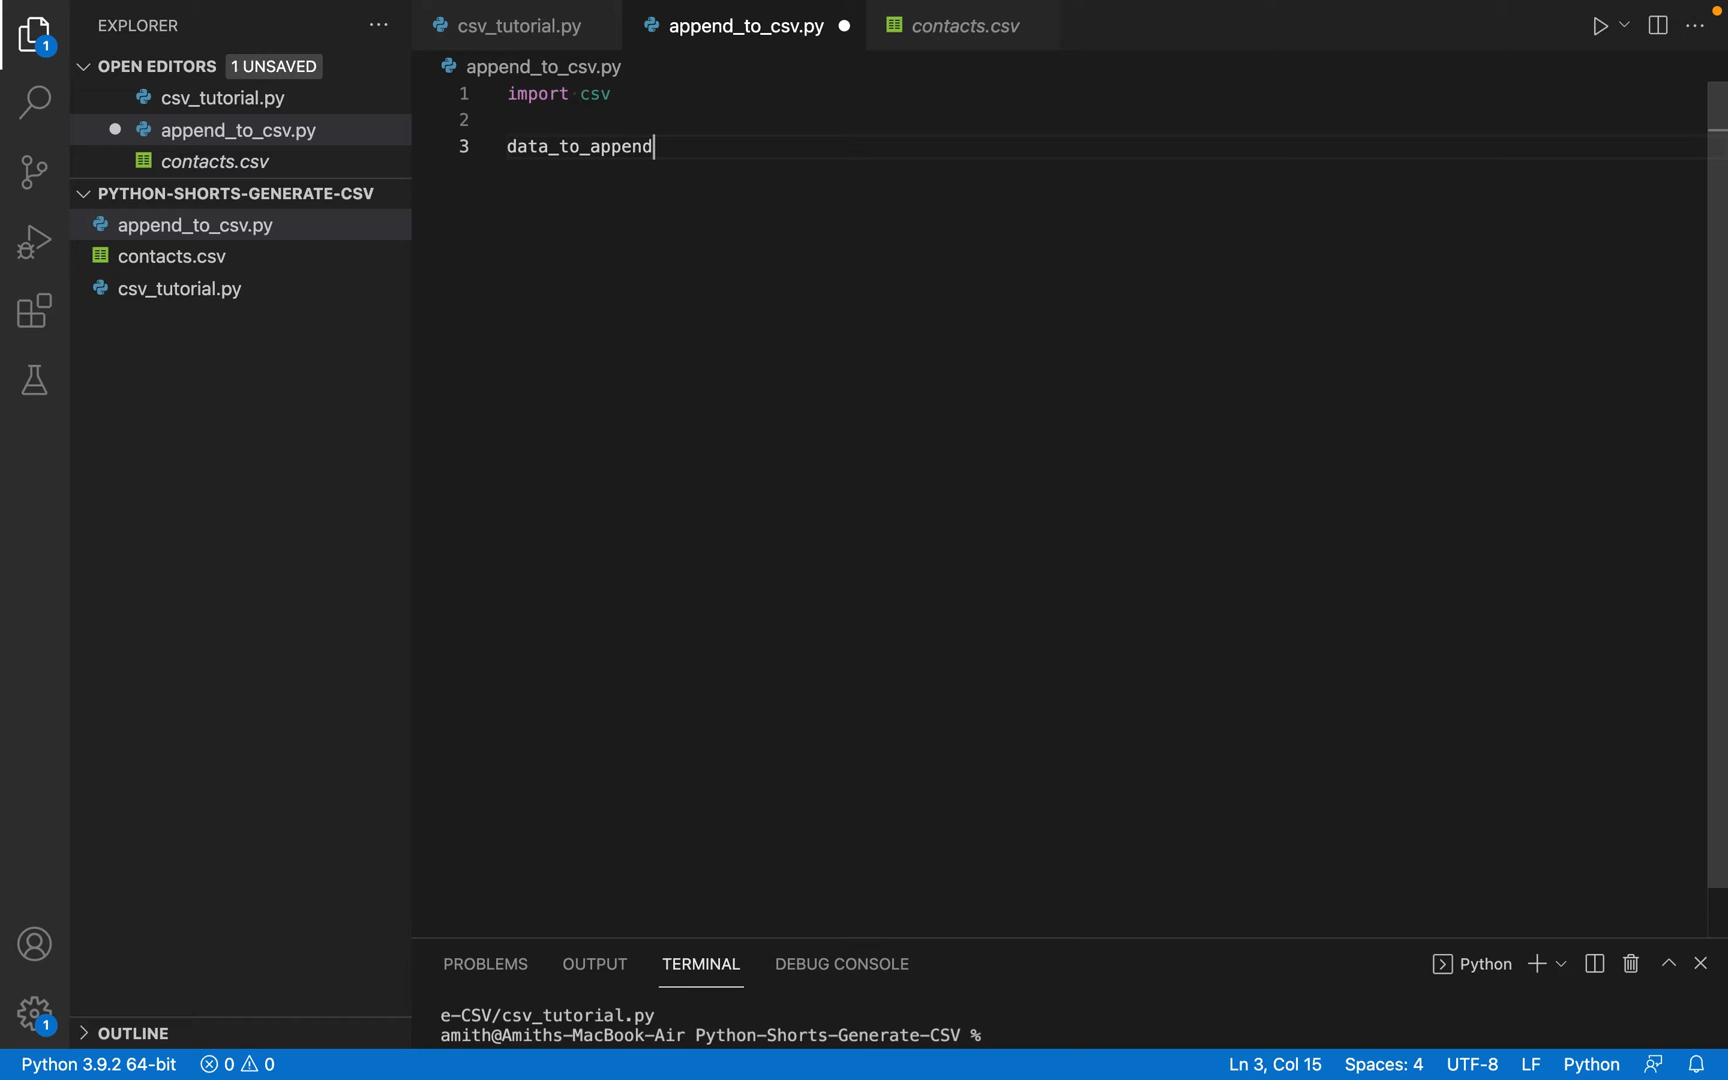 EXPLORER
OPEN EDITORS 1 UNSAVED
csv_tutorial.py
append_to_csv.py
contacts.csv
PYTHON-SHORTS-GENERATE-CSV
append_to_csv.py
contacts.csv
csv_tutorial.py
OUTLINE
csv_tutorial.py append_to_csv.py contacts.csv
append_to_csv.py
1 import csv
2
3 data_to_append
PROBLEMS OUTPUT TERMINAL DEBUG CONSOLE Python
e-CSV/csv_tutorial.py
amith@Amiths-MacBook-Air Python-Shorts-Generate-CSV %
1
1
Python 3.9.2 64-bit 0 0 Ln 3, Col 15 Spaces: 4 UTF-8 LF Python